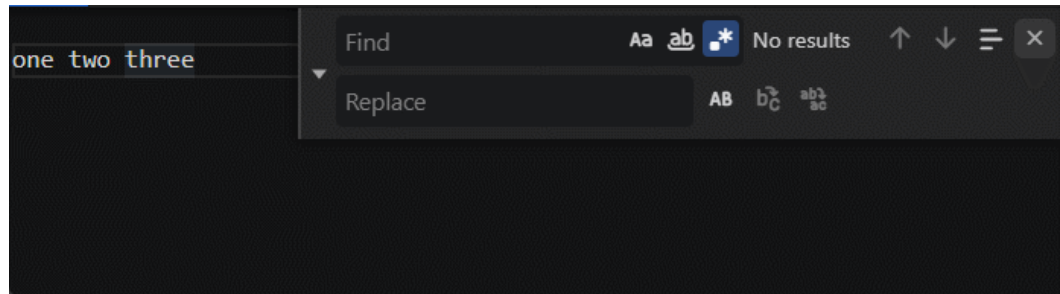 one two three
Find Aa ab .* No results
Replace AB